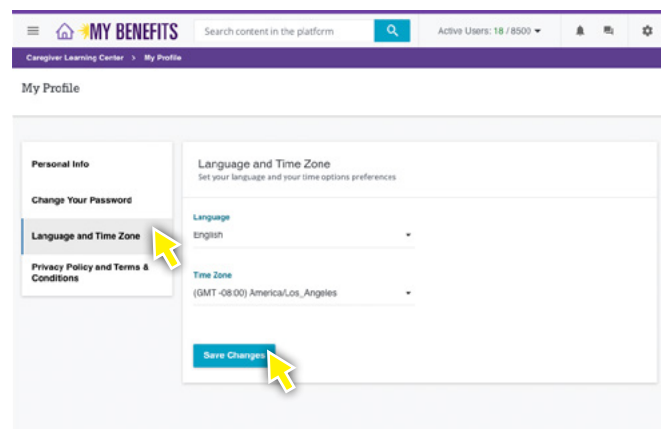 MY BENEFITS
Search content in the platform
Active Users: 18 / 8500
Caregiver Learning Center > My Profile
My Profile
Personal Info
Change Your Password
Language and Time Zone
Privacy Policy and Terms &
Conditions
Language and Time Zone
Set your language and your time options preferences
Language
English
Time Zone
(GMT -08:00) America/Los_Angeles
Save Changes